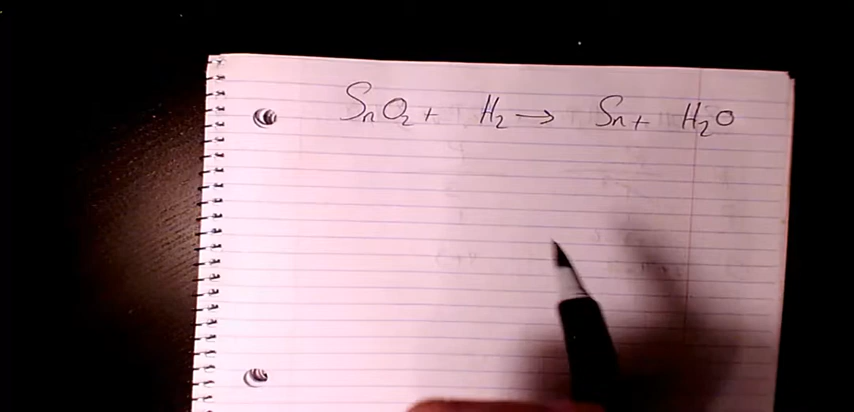 SnO₂ + H₂ → Sn + H₂O